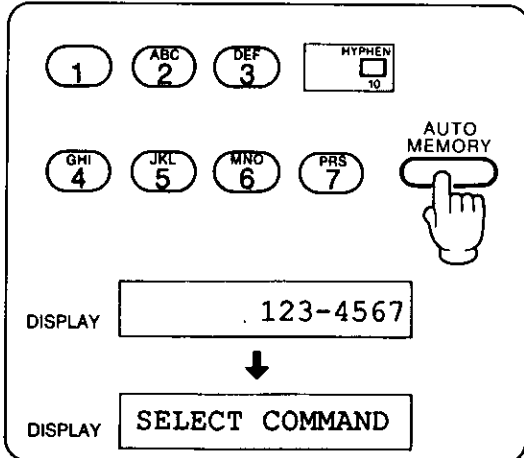 1 ABC 2 DEF 3 HYPHEN 10
AUTO
MEMORY
GHI 4 JKL 5 MNO 6 PRS 7
DISPLAY 123-4567
DISPLAY SELECT COMMAND